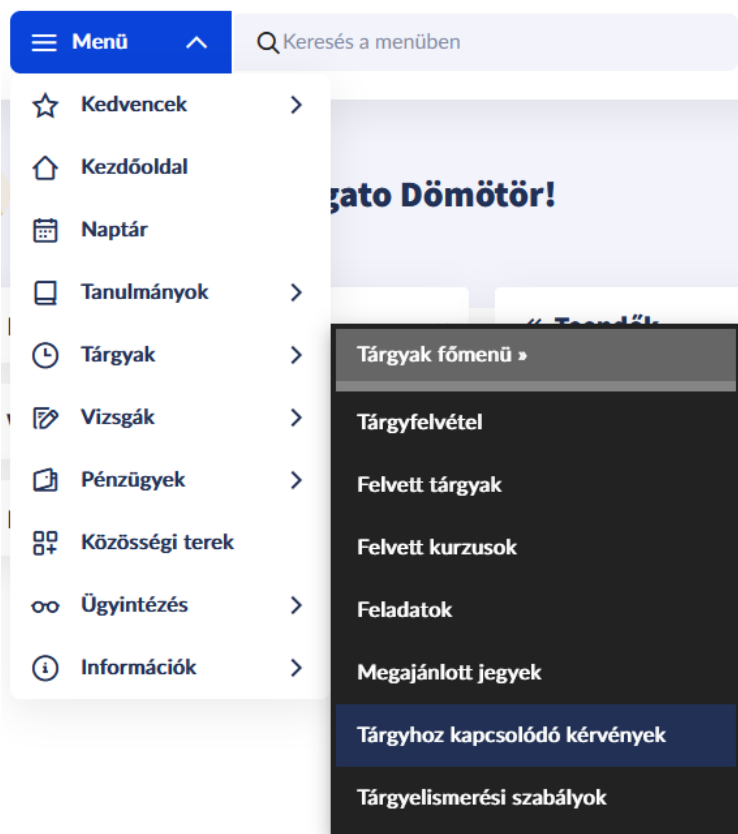 Menü
Keresés a menüben
Kedvencek
Kezdőoldal
gato Dömötör!
Naptár
Tanulmányok
« Teendők
Tárgyak
Tárgyak főmenü »
Vizsgák
Tárgyfelvétel
Pénzügyek
Felvett tárgyak
Közösségi terek
Felvett kurzusok
Ügyintézés
Feladatok
Információk
Megajánlott jegyek
Tárgyhoz kapcsolódó kérvények
Tárgyelismerési szabályok